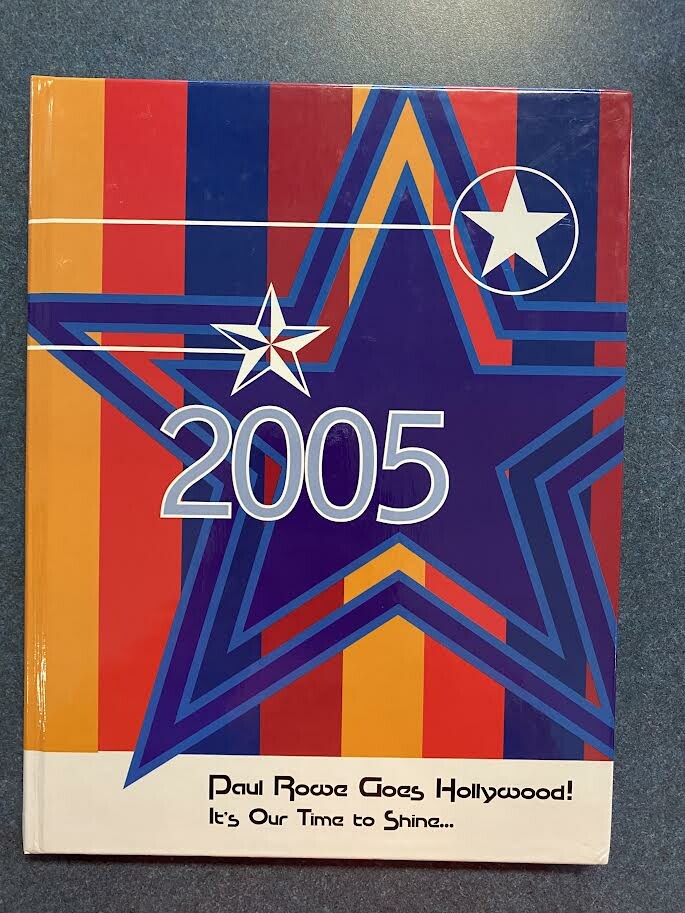 2005
Paul Rowe Goes Hollywood!
It's Our Time to Shine...